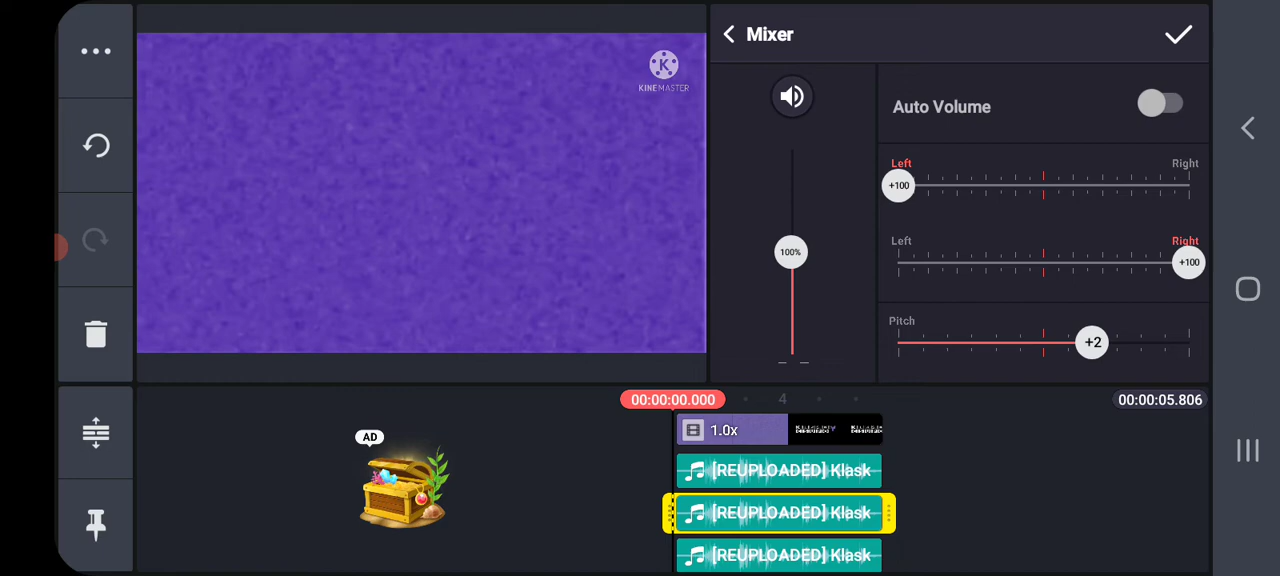 K
KINEMASTER
Mixer
Auto Volume
Left Right
+100
Left Right
+100
100%
Pitch
+2
00:00:00.000
4
00:00:05.806
AD
1.0x
[REUPLOADED] Klask
[REUPLOADED] Klask
[REUPLOADED] Klask